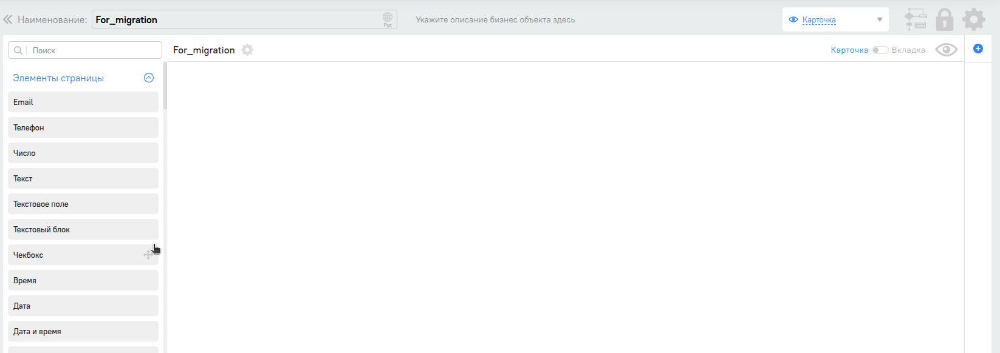 Наименование: For_migration Рус Укажите описание бизнес объекта здесь Карточка
Поиск For_migration Карточка Вкладка
Элементы страницы
Email
Телефон
Число
Текст
Текстовое поле
Текстовый блок
Чекбокс
Время
Дата
Дата и время